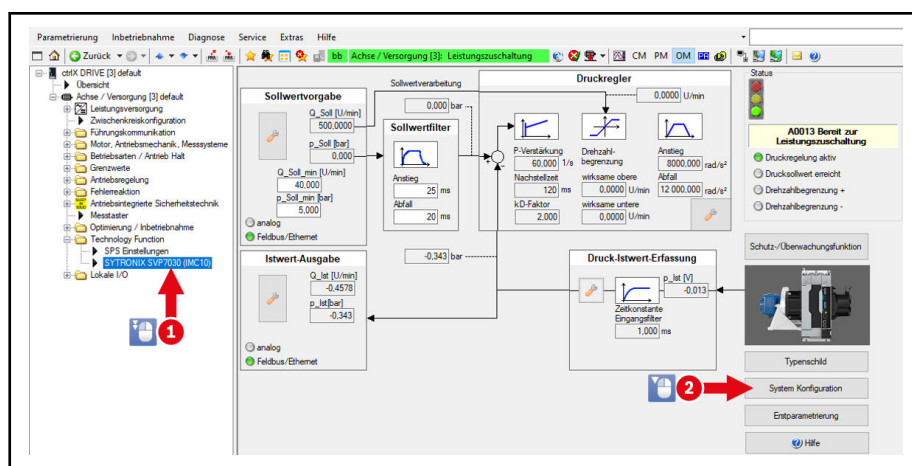 Parametrierung Inbetriebnahme Diagnose Service Extras Hilfe
Zurück bb Achse / Versorgung [3]: Leistungszuschaltung CM PM OM
ctrlX DRIVE [3] default
Übersicht
Achse / Versorgung [3] default
Leistungsversorgung
Zwischenkreiskonfiguration
Führungskommunikation
Motor, Antriebsmechanik, Messsysteme
Betriebsarten / Antrieb Halt
Antriebsregelung
Grenzwerte
Fehlerreaktion
Antriebsintegrierte Sicherheitstechnik
Messtaster
Optimierung / Inbetriebnahme
Technology Function
SPS Einstellungen
SYTRONIX SVP7030 (IMC10)
Lokale I/O
1
Sollwertvorgabe
Q_Soll [U/min]
500,0000
p_Soll [bar]
0,000
Q_Soll_min [U/min]
40,000
p_Soll_min [bar]
5,000
analog
Feldbus/Ethernet
Sollwertverarbeitung
0,000 bar
Sollwertfilter
Anstieg
25 ms
Abfall
20 ms
Druckregler
0,0000 U/min
P-Verstärkung
60,000 1/s
Nachstellzeit
120 ms
kD-Faktor
2,000
Drehzahl-
begrenzung
wirksame obere
0,0000 U/min
wirksame untere
0,0000 U/min
Anstieg
8000,000 rad/s²
Abfall
12 000,000 rad/s²
-0,343 bar
Istwert-Ausgabe
Q_Ist [U/min]
-0,4578
p_Ist[bar]
-0,343
analog
Feldbus/Ethernet
Druck-Istwert-Erfassung
p_Ist [V]
-0,013
Zeitkonstante
Eingangsfilter
1,000 ms
Status
A0013 Bereit zur
Leistungszuschaltung
Druckregelung aktiv
Drucksollwert erreicht
Drehzahlbegrenzung +
Drehzahlbegrenzung -
Schutz-/Überwachungsfunktion
Typenschild
2
System Konfiguration
Erstparametrierung
Hilfe